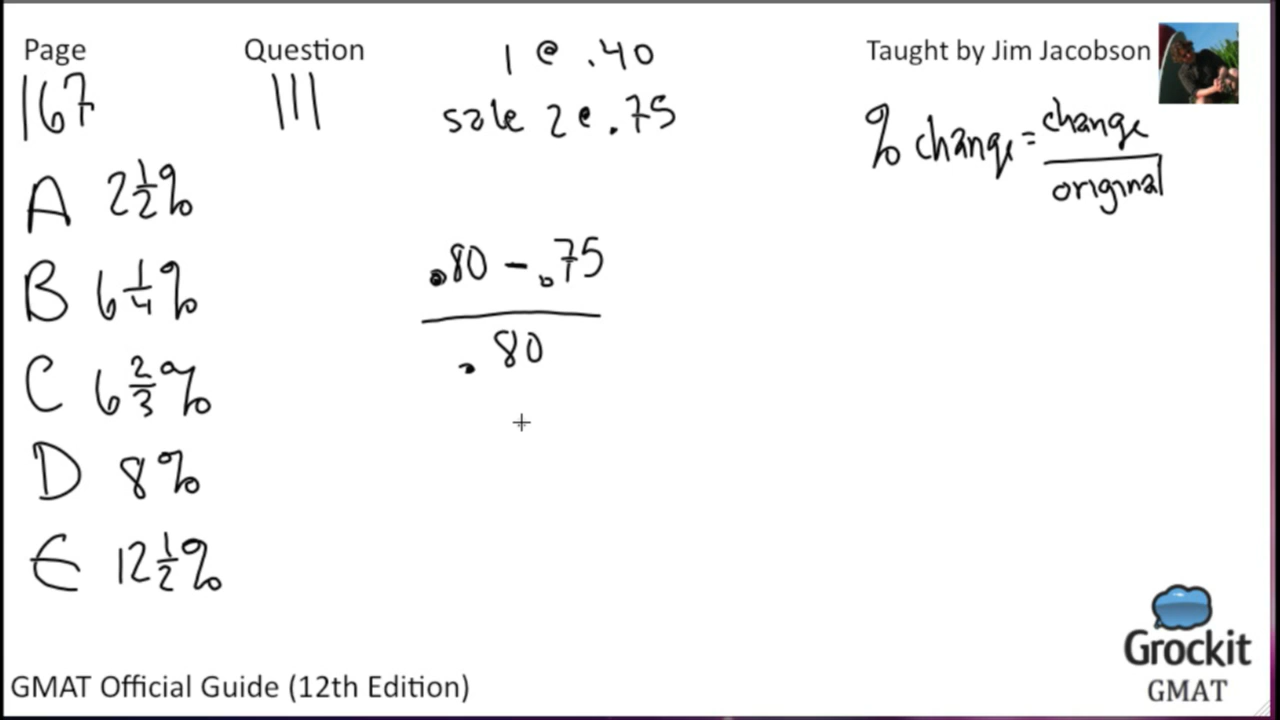 Page Question 1 @ .40 Taught by Jim Jacobson
167 111 sale 2 @ .75 % change = change / original
A 2 1/2 %
B 6 1/4 %
.80 - .75
.80
C 6 2/3 %
D 8%
E 12 1/2 %
Grockit
GMAT
GMAT Official Guide (12th Edition)